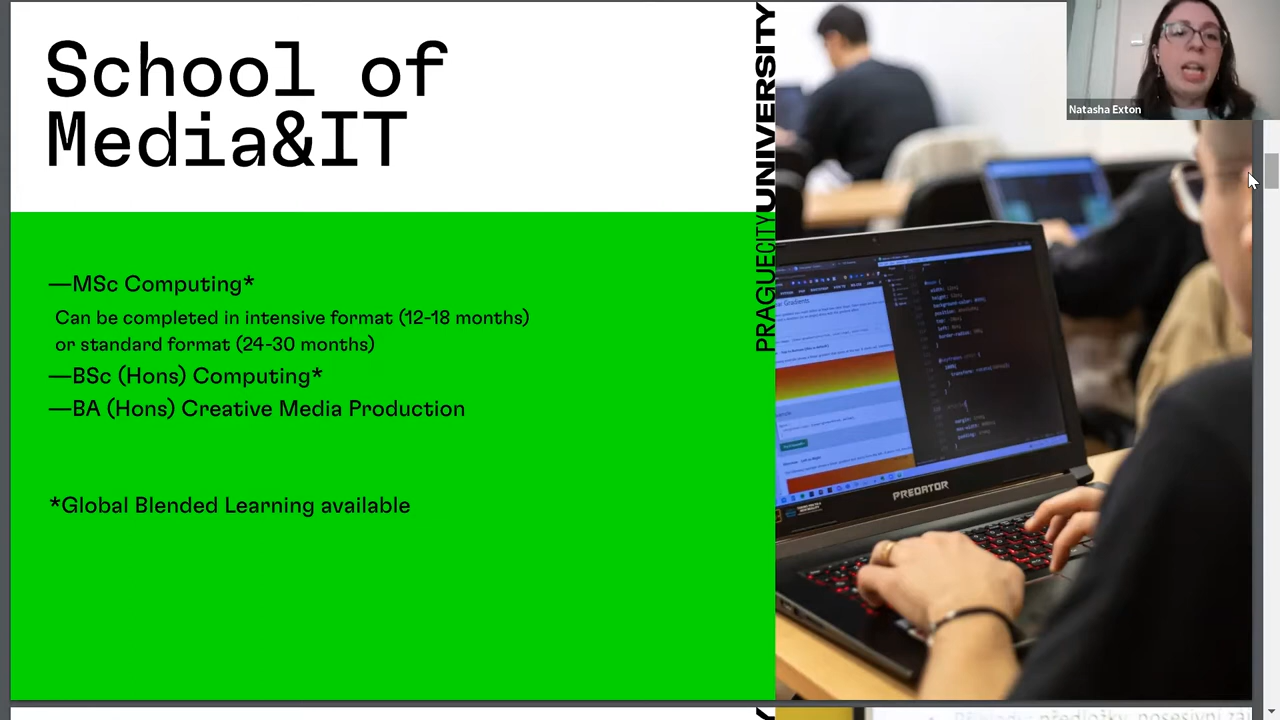 School of
Media&IT
—MSc Computing*
Can be completed in intensive format (12-18 months)
or standard format (24-30 months)
—BSc (Hons) Computing*
—BA (Hons) Creative Media Production
*Global Blended Learning available
PRAGUECITYUNIVERSITY
Natasha Exton
PREDATOR